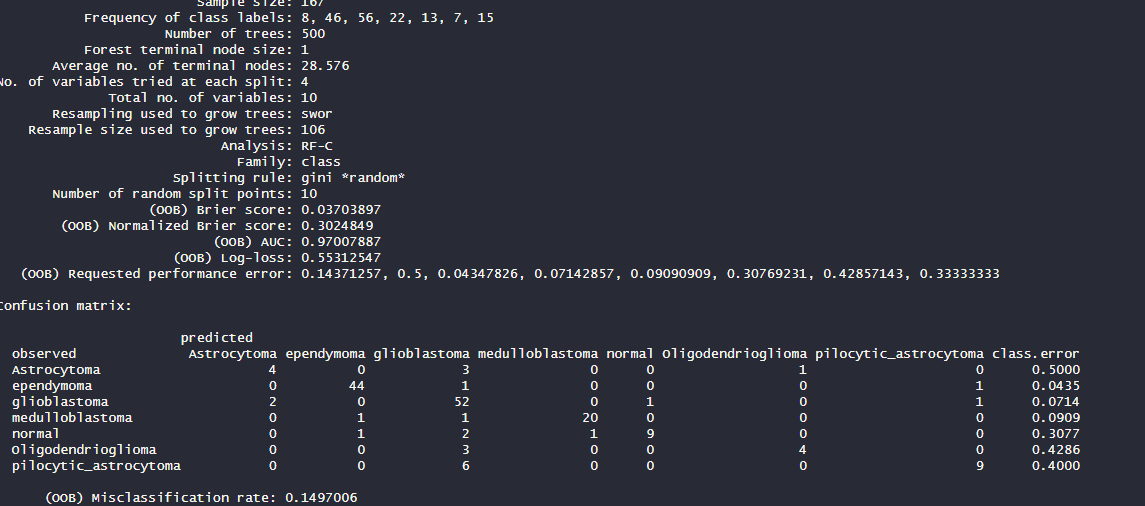 Sample size: 167
Frequency of class labels: 8, 46, 56, 22, 13, 7, 15
Number of trees: 500
Forest terminal node size: 1
Average no. of terminal nodes: 28.576
No. of variables tried at each split: 4
Total no. of variables: 10
Resampling used to grow trees: swor
Resample size used to grow trees: 106
Analysis: RF-C
Family: class
Splitting rule: gini *random*
Number of random split points: 10
(OOB) Brier score: 0.03703897
(OOB) Normalized Brier score: 0.3024849
(OOB) AUC: 0.97007887
(OOB) Log-loss: 0.55312547
(OOB) Requested performance error: 0.14371257, 0.5, 0.04347826, 0.07142857, 0.09090909, 0.30769231, 0.42857143, 0.33333333
Confusion matrix:
predicted
observed Astrocytoma ependymoma glioblastoma medulloblastoma normal Oligodendrioglioma pilocytic_astrocytoma class.error
Astrocytoma 4 0 3 0 0 1 0 0.5000
ependymoma 0 44 1 0 0 0 1 0.0435
glioblastoma 2 0 52 0 1 0 1 0.0714
medulloblastoma 0 1 1 20 0 0 0 0.0909
normal 0 1 2 1 9 0 0 0.3077
Oligodendrioglioma 0 0 3 0 0 4 0 0.4286
pilocytic_astrocytoma 0 0 6 0 0 0 9 0.4000
(OOB) Misclassification rate: 0.1497006